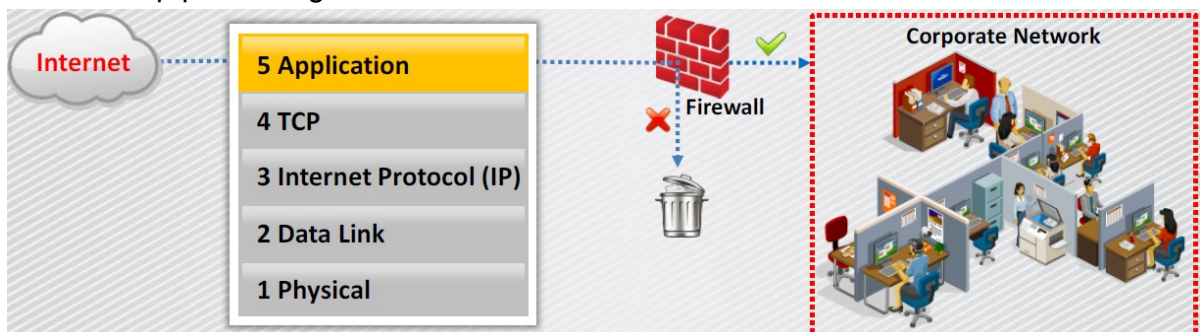 Internet
5 Application
4 TCP
3 Internet Protocol (IP)
2 Data Link
1 Physical
Firewall
Corporate Network